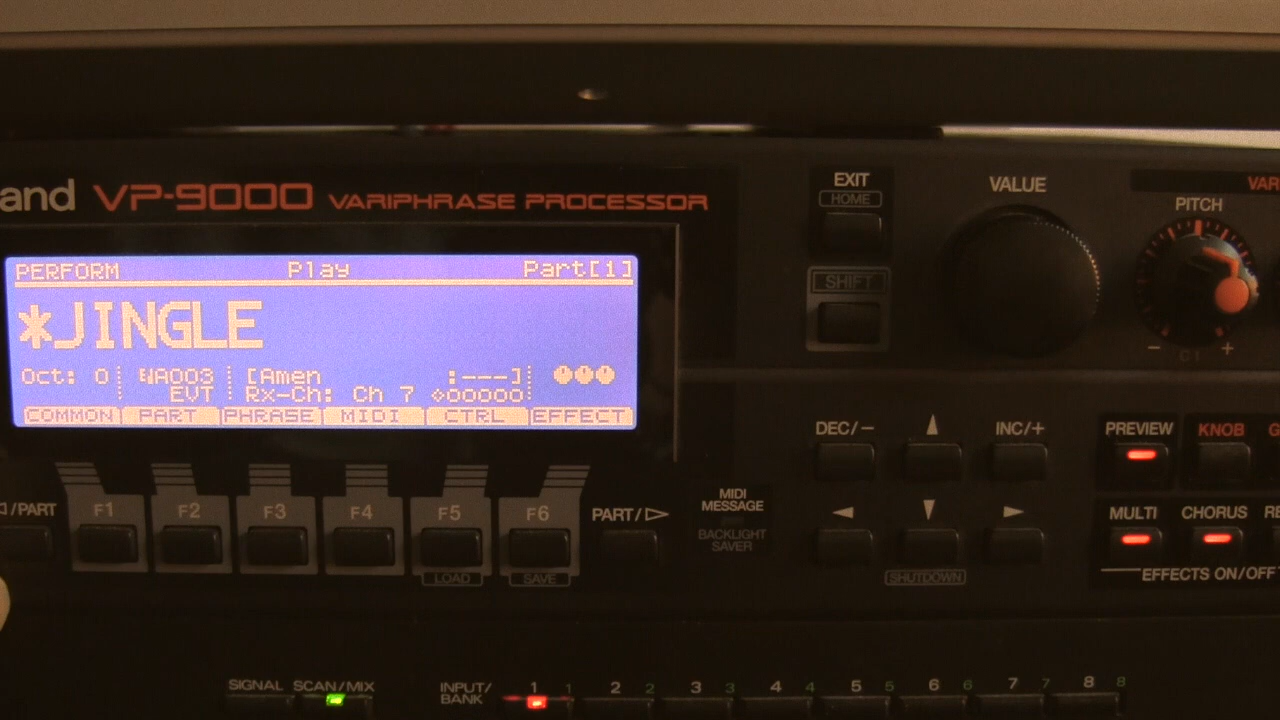 and VP-9000 VARIPHRASE PROCESSOR
EXIT
HOME
VALUE
PITCH
SHIFT
- C1 +
PERFORM Play Part[1]
*JINGLE
Oct: 0 A003 [Amen :---]
EVT Rx-Ch: Ch 7 ◇00000
COMMON PART PHRASE MIDI CTRL EFFECT
/PART F1 F2 F3 F4 F5 F6 PART/▷
LOAD SAVE
MIDI
MESSAGE
BACKLIGHT
SAVER
DEC/- ▲ INC/+
◀ ▼ ▶
SHUTDOWN
PREVIEW KNOB
MULTI CHORUS
EFFECTS ON/OFF
SIGNAL SCAN/MIX
INPUT/
BANK
1 1 2 2 3 3 4 4 5 5 6 6 7 7 8 8